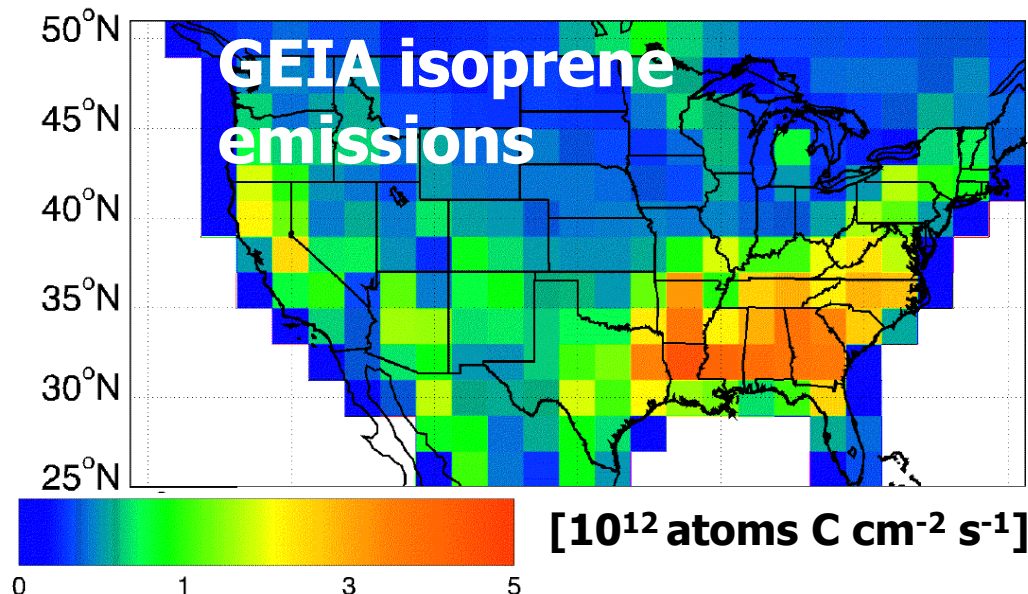 50°N
GEIA isoprene
emissions
45°N
40°N
35°N
30°N
25°N
[10¹² atoms C cm⁻² s⁻¹]
0 1 3 5